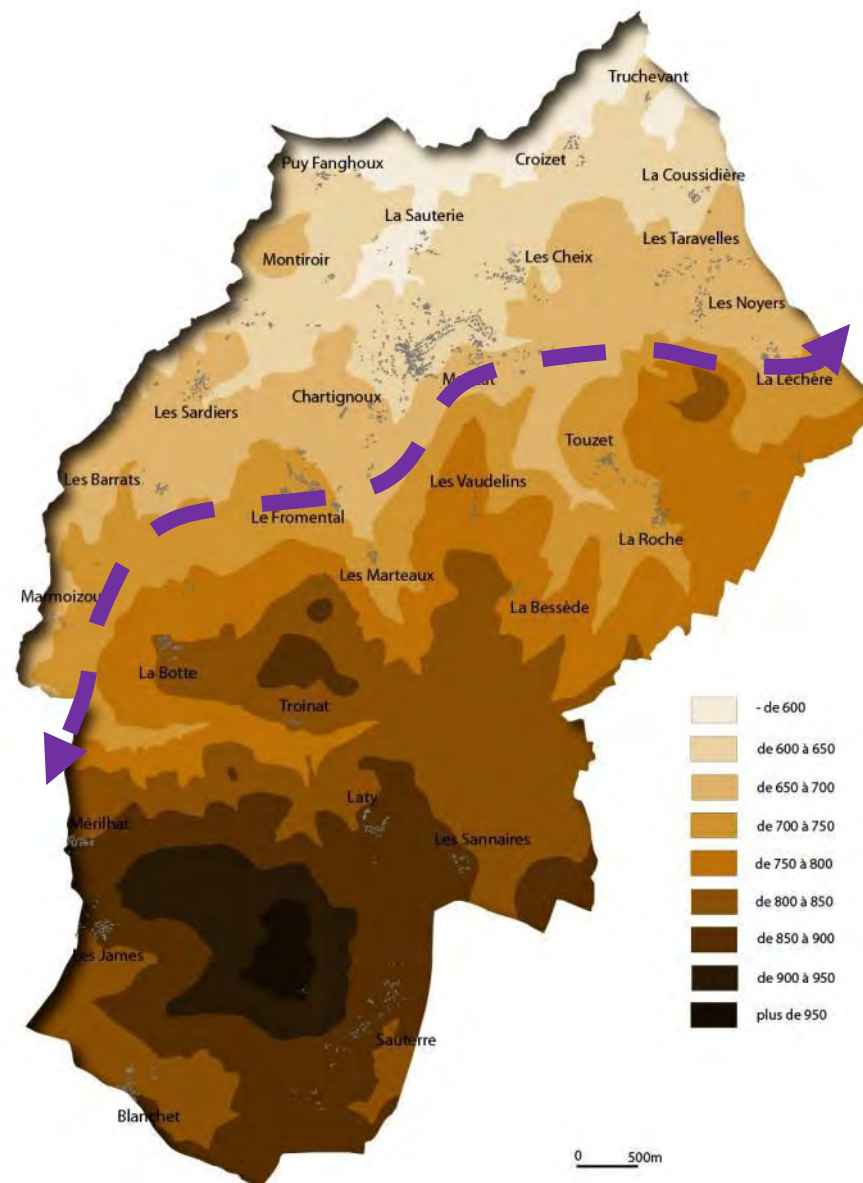 Truchevant
Puy Fanghoux
Croizet
La Coussidière
La Sauterie
Les Taravelles
Montiroir
Les Cheix
Les Noyers
La Lechère
Chartignoux
Les Sardiers
Touzet
Les Barrats
Les Vaudelins
Le Fromental
La Roche
Les Marteaux
Marmoizou
La Bessède
La Botte
Troinat
- de 600
de 600 à 650
de 650 à 700
Laty
Mérilhat
de 700 à 750
Les Sannaires
de 750 à 800
de 800 à 850
de 850 à 900
Les James
de 900 à 950
plus de 950
Sauterre
Blanchet
0 500m